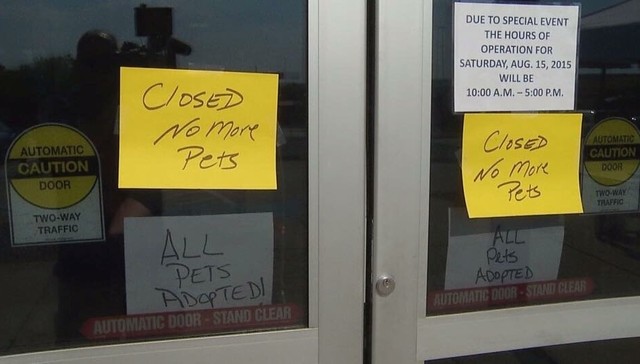 CLOSED
No More
Pets
AUTOMATIC
CAUTION
DOOR
TWO-WAY
TRAFFIC
ALL
PETS
ADOPTED!
AUTOMATIC DOOR - STAND CLEAR
DUE TO SPECIAL EVENT
THE HOURS OF
OPERATION FOR
SATURDAY, AUG. 15, 2015
WILL BE
10:00 A.M. – 5:00 P.M.
CLOSED
No More
Pets
AUTOMATIC
CAUTION
DOOR
TWO-WAY
TRAFFIC
ALL
Pets
ADOPTED
AUTOMATIC DOOR - STAND CLEAR